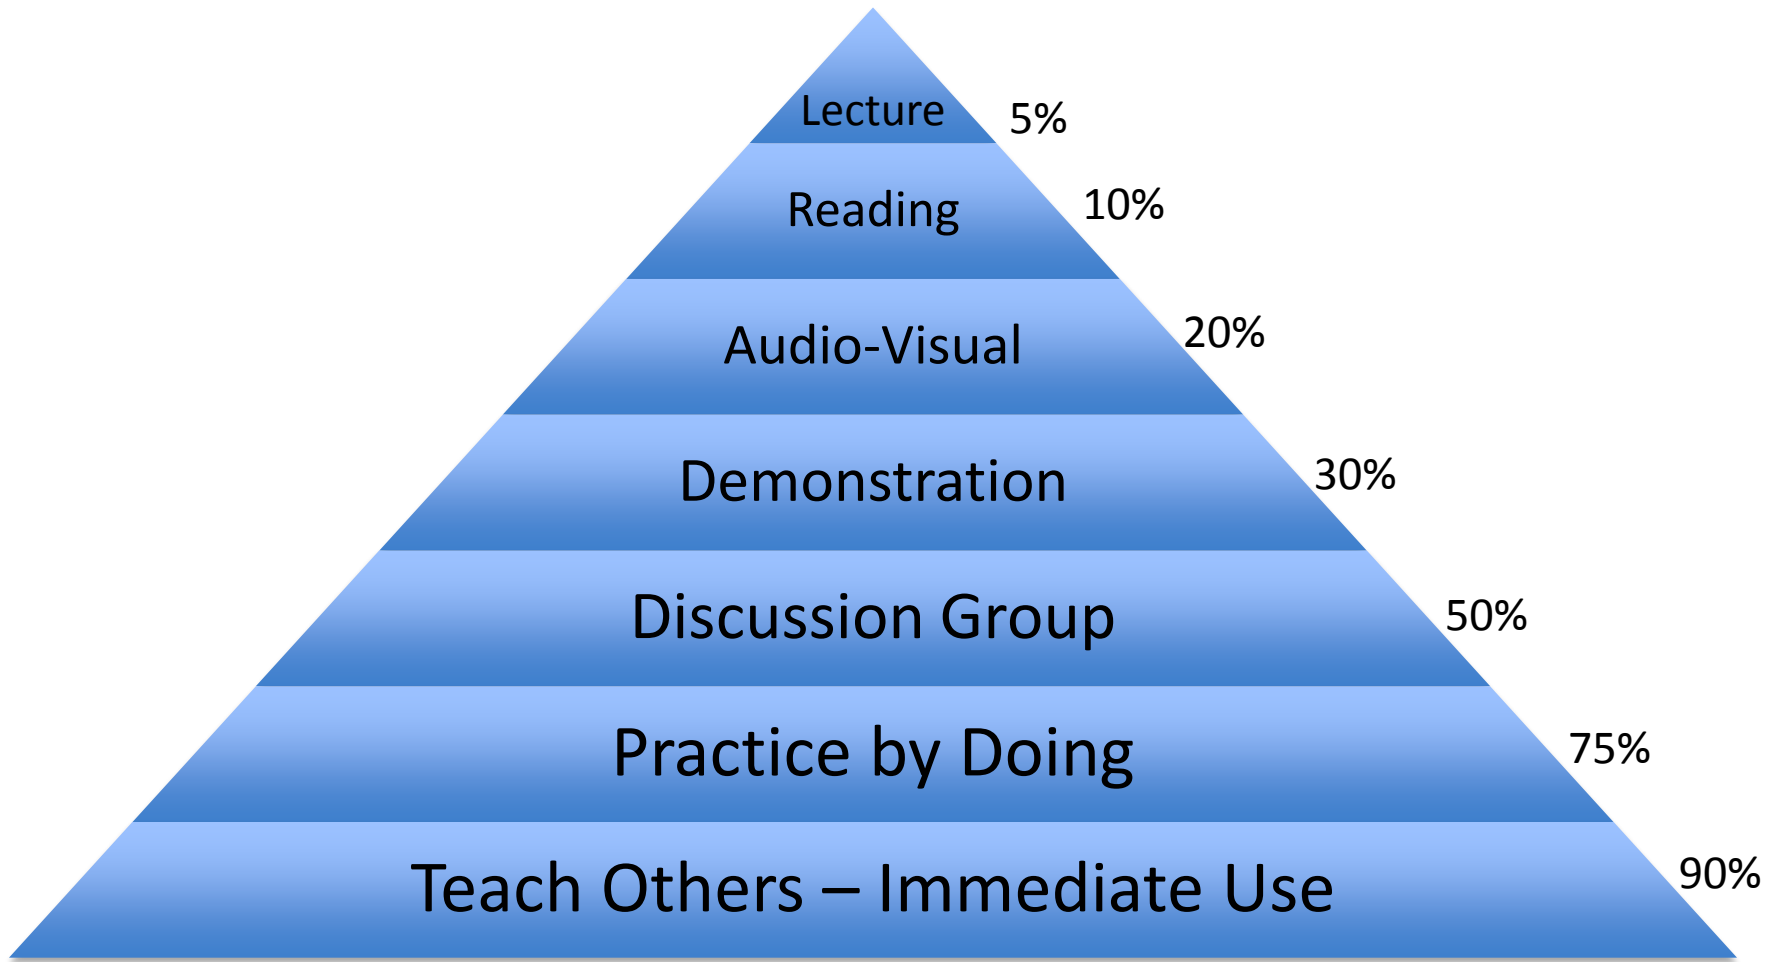 Lecture
5%
Reading
10%
Audio-Visual
20%
Demonstration
30%
Discussion Group
50%
Practice by Doing
75%
Teach Others – Immediate Use
90%